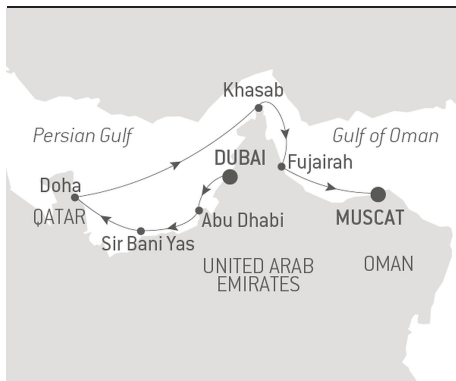 Khasab
Persian Gulf
Gulf of Oman
DUBAI
Fujairah
Doha
QATAR
Abu Dhabi
MUSCAT
Sir Bani Yas
UNITED ARAB
EMIRATES
OMAN